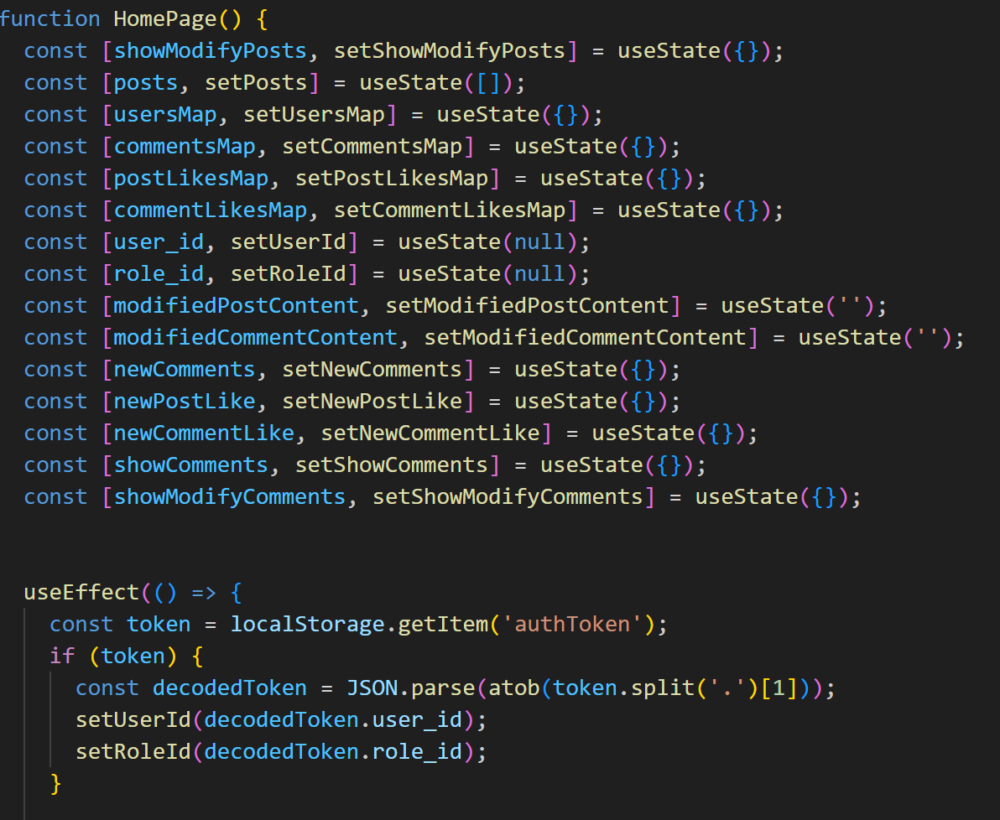 function HomePage() {
  const [showModifyPosts, setShowModifyPosts] = useState({});
  const [posts, setPosts] = useState([]);
  const [usersMap, setUsersMap] = useState({});
  const [commentsMap, setCommentsMap] = useState({});
  const [postLikesMap, setPostLikesMap] = useState({});
  const [commentLikesMap, setCommentLikesMap] = useState({});
  const [user_id, setUserId] = useState(null);
  const [role_id, setRoleId] = useState(null);
  const [modifiedPostContent, setModifiedPostContent] = useState('');
  const [modifiedCommentContent, setModifiedCommentContent] = useState('');
  const [newComments, setNewComments] = useState({});
  const [newPostLike, setNewPostLike] = useState({});
  const [newCommentLike, setNewCommentLike] = useState({});
  const [showComments, setShowComments] = useState({});
  const [showModifyComments, setShowModifyComments] = useState({});
  useEffect(() => {
    const token = localStorage.getItem('authToken');
    if (token) {
      const decodedToken = JSON.parse(atob(token.split('.')[1]));
      setUserId(decodedToken.user_id);
      setRoleId(decodedToken.role_id);
    }